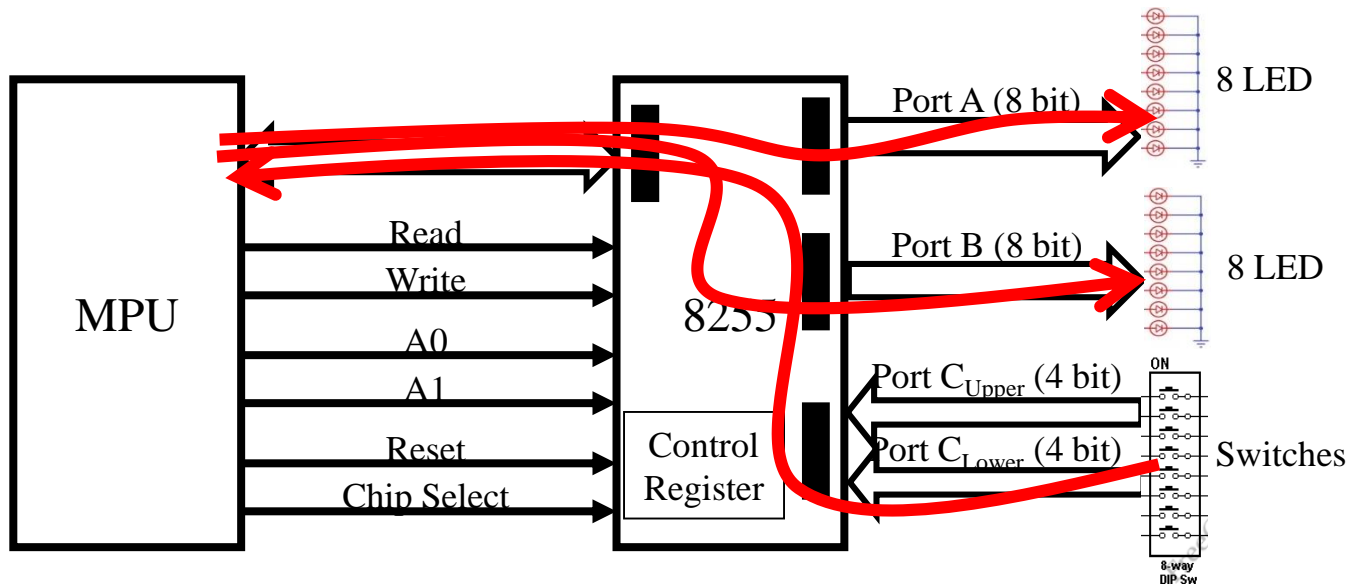 8 LED
Port A (8 bit)
Read
Port B (8 bit)
8 LED
Write
MPU
8255
A0
ON
A1
Port CUpper (4 bit)
Control
Register
Port CLower (4 bit)
Switches
Reset
Chip Select
8-way
DIP Sw